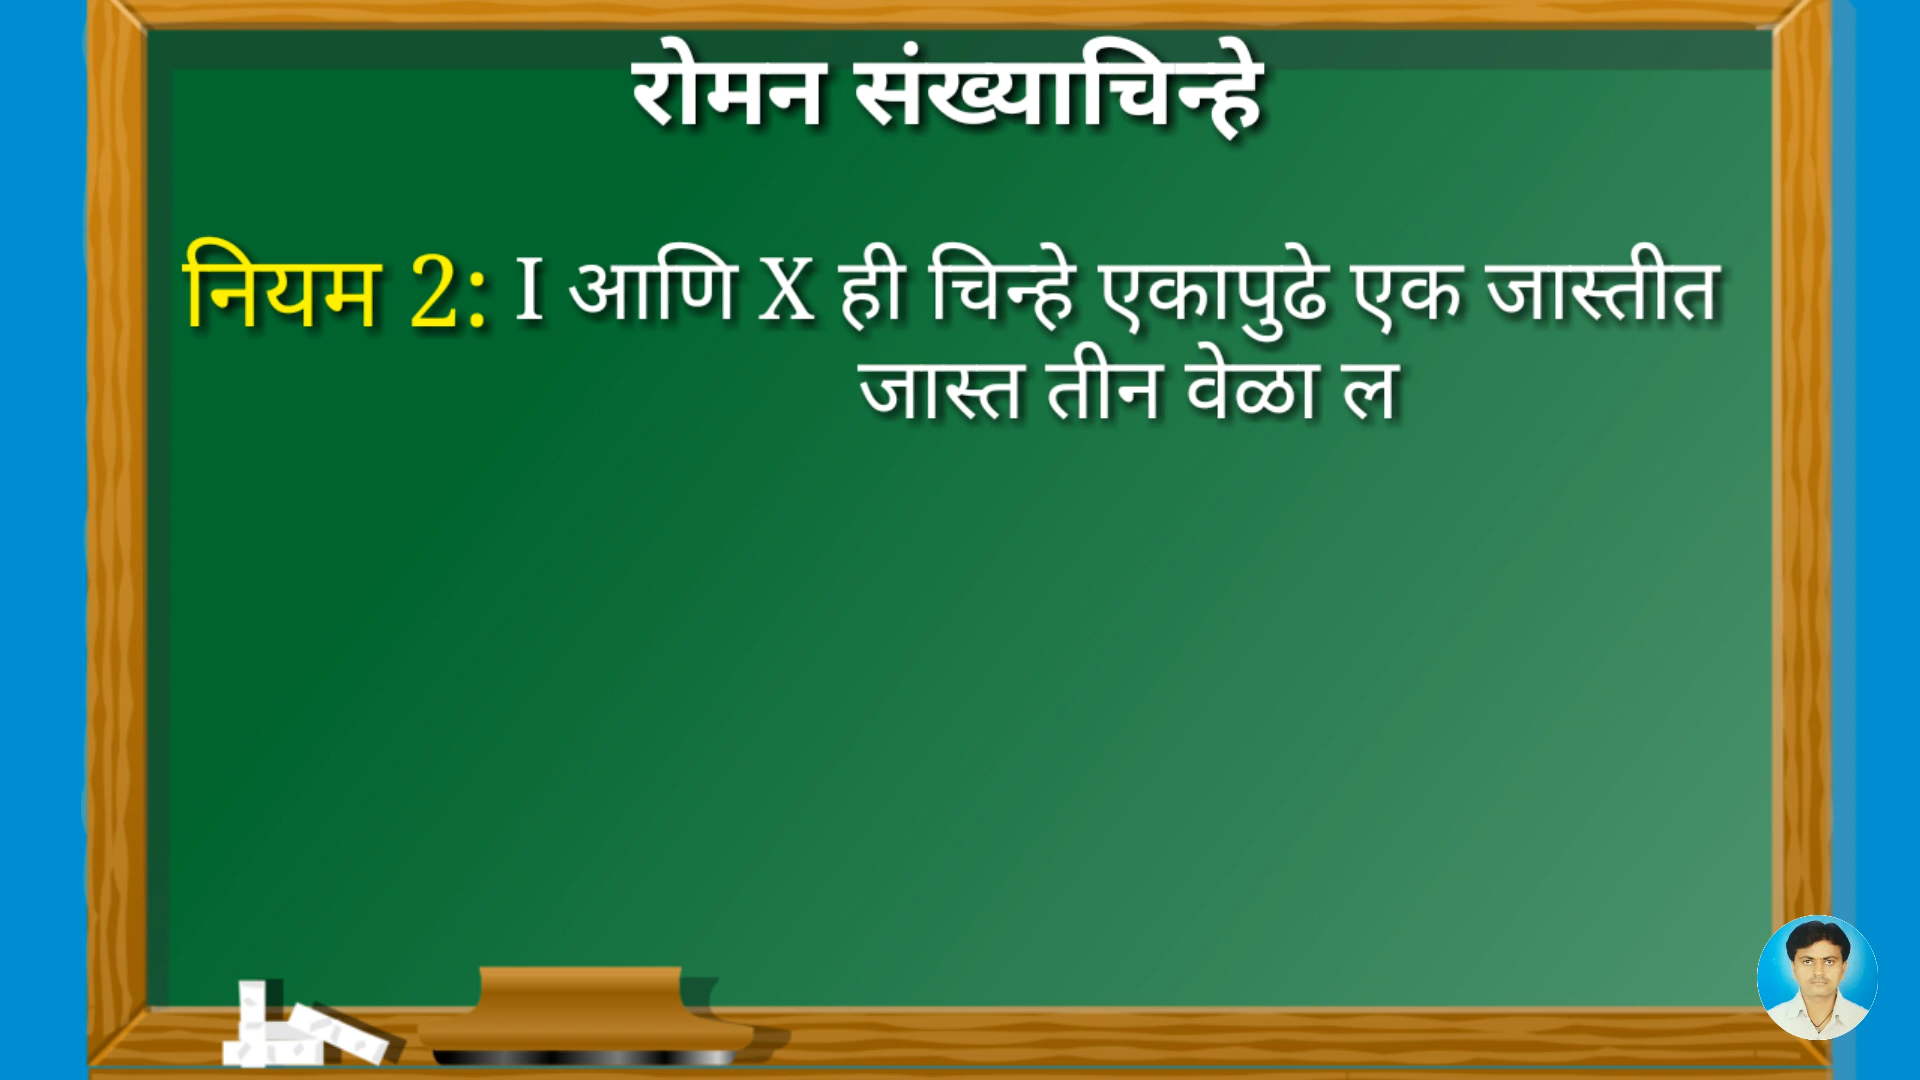 रोमन संख्याचिन्हे
नियम 2: I आणि X ही चिन्हे एकापुढे एक जास्तीत
जास्त तीन वेळा ल